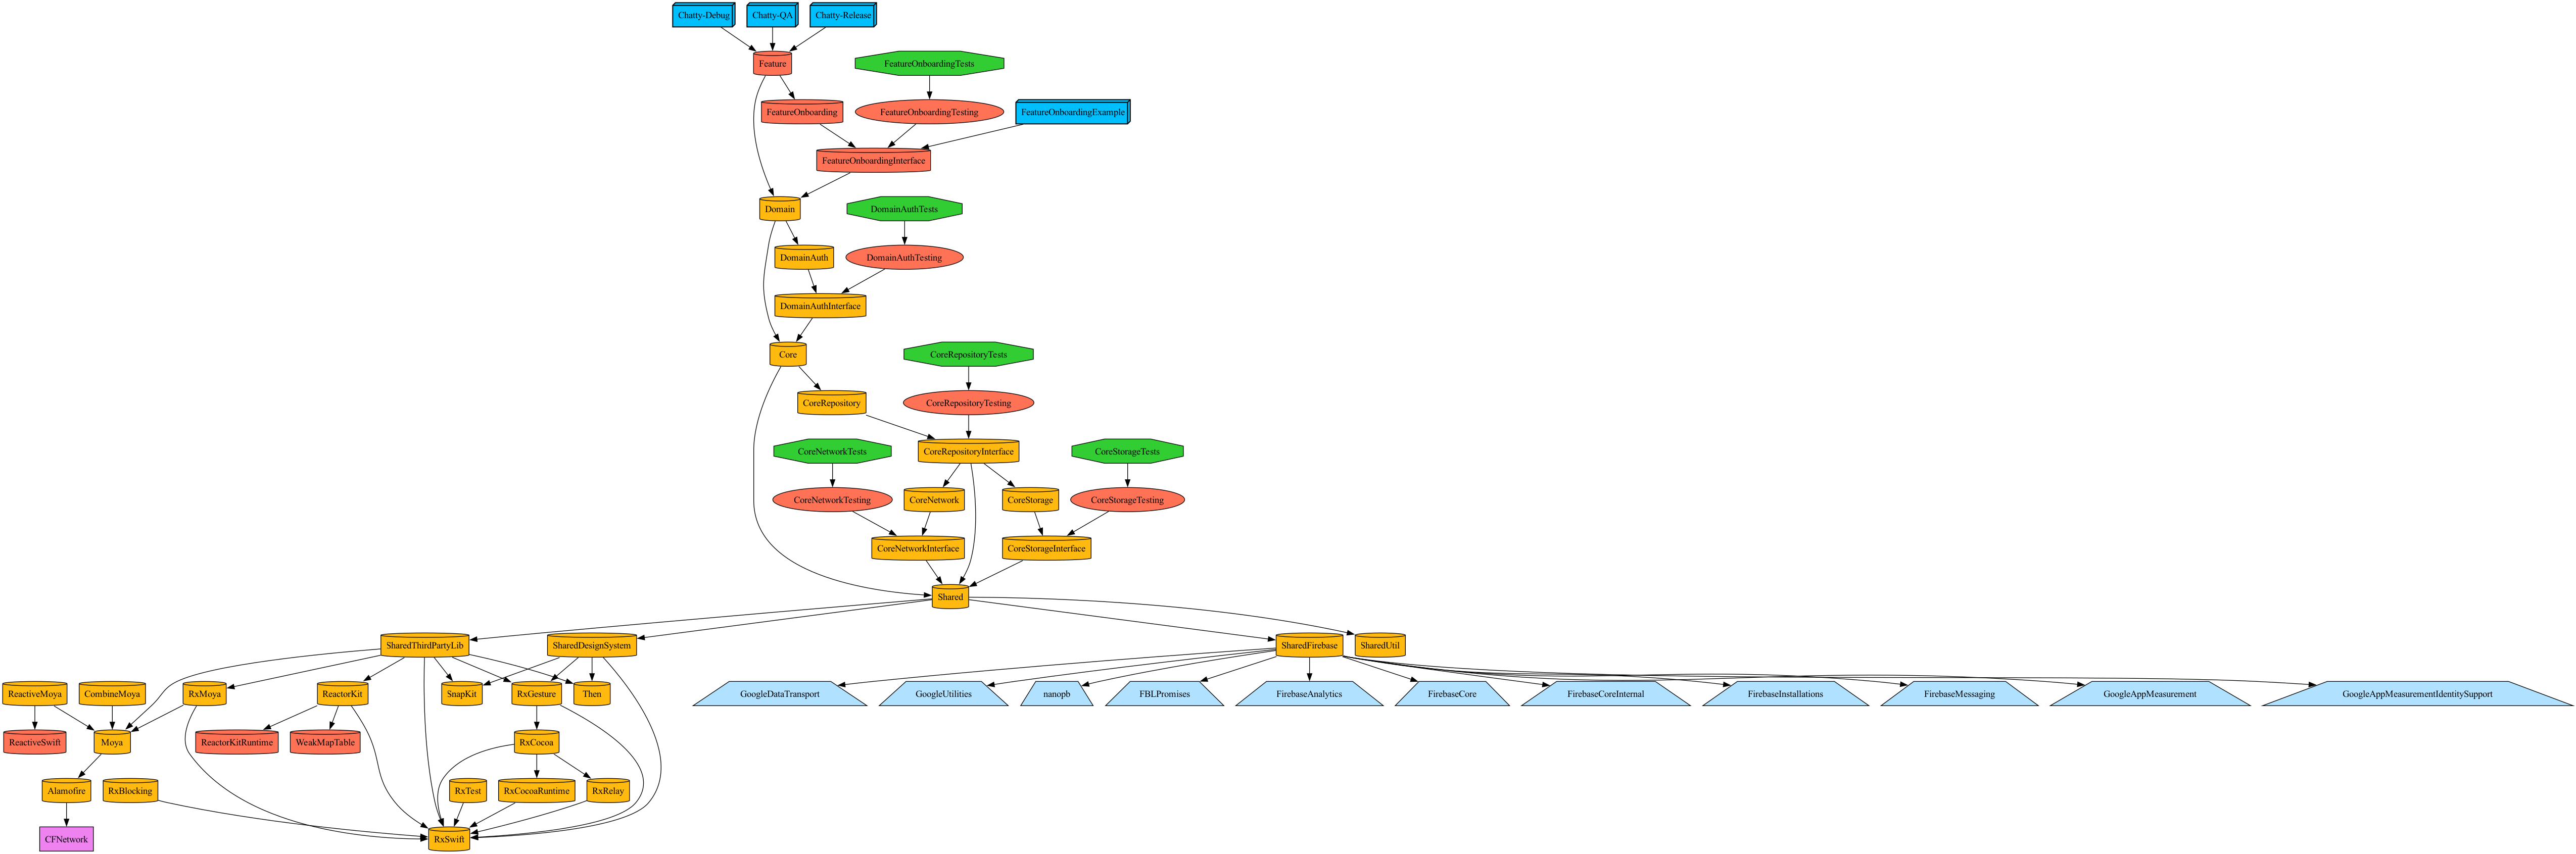 Chatty-Debug
Chatty-QA
Chatty-Release
Feature
FeatureOnboardingTests
FeatureOnboarding
FeatureOnboardingTesting
FeatureOnboardingExample
FeatureOnboardingInterface
Domain
DomainAuthTests
DomainAuth
DomainAuthTesting
DomainAuthInterface
Core
CoreRepositoryTests
CoreRepository
CoreRepositoryTesting
CoreNetworkTests
CoreRepositoryInterface
CoreStorageTests
CoreNetworkTesting
CoreNetwork
CoreStorage
CoreStorageTesting
CoreNetworkInterface
CoreStorageInterface
Shared
SharedThirdPartyLib
SharedDesignSystem
SharedFirebase
SharedUtil
ReactiveMoya
CombineMoya
RxMoya
ReactorKit
SnapKit
RxGesture
Then
GoogleDataTransport
GoogleUtilities
nanopb
FBLPromises
FirebaseAnalytics
FirebaseCore
FirebaseCoreInternal
FirebaseInstallations
FirebaseMessaging
GoogleAppMeasurement
GoogleAppMeasurementIdentitySupport
ReactiveSwift
Moya
ReactorKitRuntime
WeakMapTable
RxCocoa
Alamofire
RxBlocking
RxTest
RxCocoaRuntime
RxRelay
CFNetwork
RxSwift